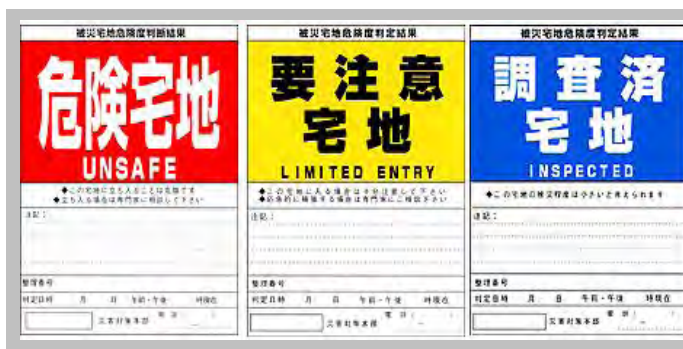 被災宅地危険度判断結果
危険宅地
UNSAFE
◆この宅地に立ち入ることは危険です
◆立ち入る場合は専門家に相談して下さい
注記:
整理番号
判定日時 月 日 午前・午後 時現在
災害対策本部 電話( )
被災宅地危険度判定結果
要注意
宅地
LIMITED ENTRY
◆この宅地に入る場合は十分注意して下さい
◆応急的に補強する場合は専門家にご相談下さい
注記:
整理番号
判定日時 月 日 午前・午後 時現在
災害対策本部 電話( )
被災宅地危険度判定結果
調査済
宅地
INSPECTED
◆この宅地の被災程度は小さいと考えられます
注記:
整理番号
判定日時 月 日 午前・午後 時現在
災害対策本部 電話( )